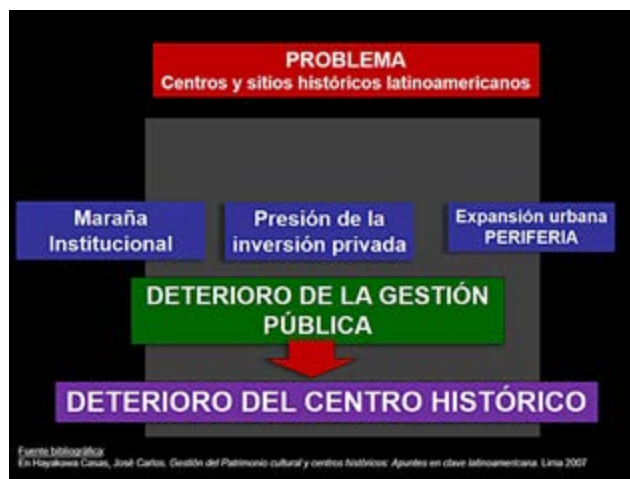 PROBLEMA
Centros y sitios históricos latinoamericanos
Maraña
Institucional
Presión de la
inversión privada
Expansión urbana
PERIFERIA
DETERIORO DE LA GESTIÓN
PÚBLICA
DETERIORO DEL CENTRO HISTÓRICO
Fuente bibliográfica:
En Hayakawa Casas, José Carlos. Gestión del Patrimonio cultural y centros históricos: Apuntes en clave latinoamericana. Lima 2007